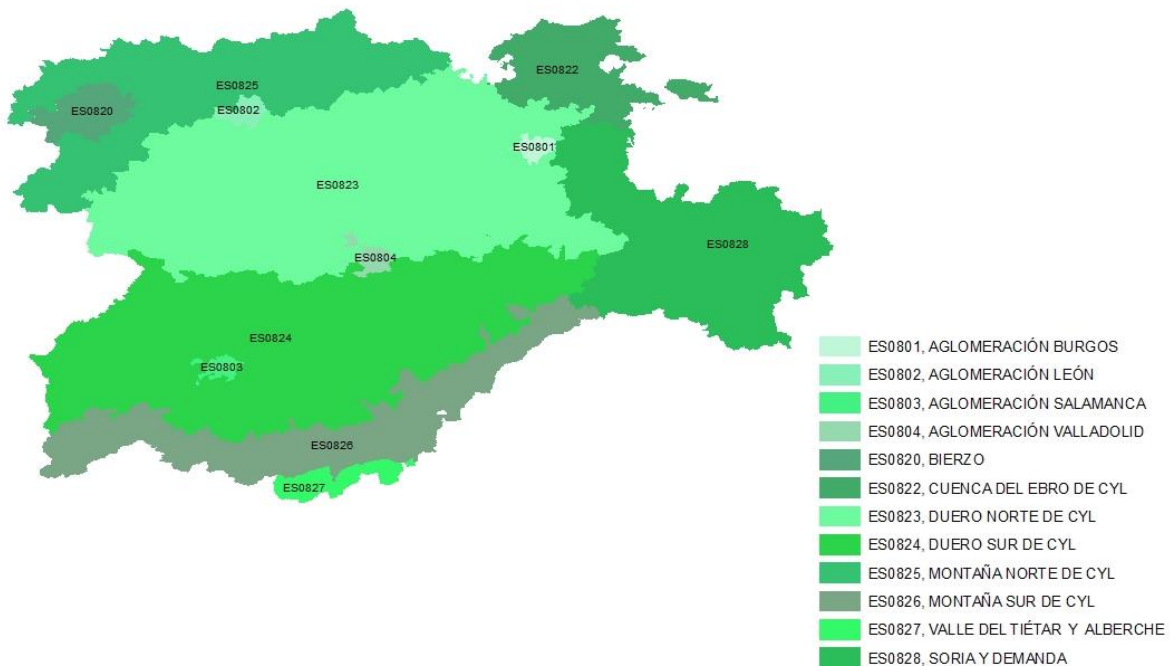 ES0822
ES0825
ES0820
ES0802
ES0801
ES0823
ES0828
ES0804
ES0824
ES0803
ES0826
ES0827
ES0801, AGLOMERACIÓN BURGOS
ES0802, AGLOMERACIÓN LEÓN
ES0803, AGLOMERACIÓN SALAMANCA
ES0804, AGLOMERACIÓN VALLADOLID
ES0820, BIERZO
ES0822, CUENCA DEL EBRO DE CYL
ES0823, DUERO NORTE DE CYL
ES0824, DUERO SUR DE CYL
ES0825, MONTAÑA NORTE DE CYL
ES0826, MONTAÑA SUR DE CYL
ES0827, VALLE DEL TIÉTAR Y ALBERCHE
ES0828, SORIA Y DEMANDA